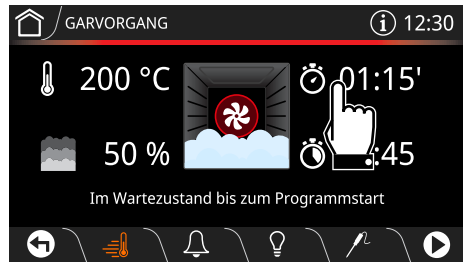 GARVORGANG 12:30
200 °C 01:15'
50 % :45
Im Wartezustand bis zum Programmstart